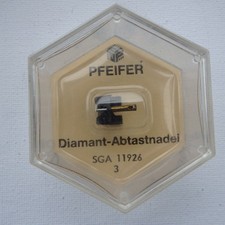 PFEIFER
Diamant-Abtastnadel
SGA 11926
3